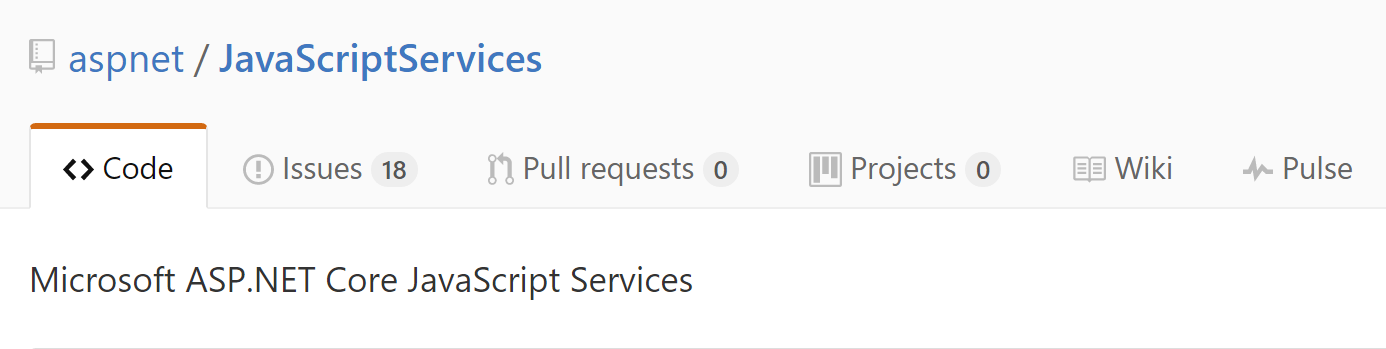 aspnet / JavaScriptServices
Code Issues 18 Pull requests 0 Projects 0 Wiki Pulse
Microsoft ASP.NET Core JavaScript Services